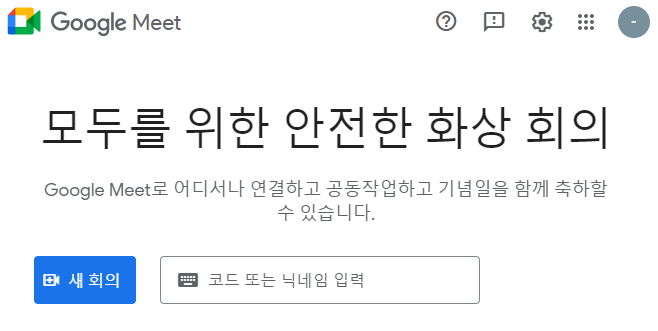 Google Meet
-
모두를 위한 안전한 화상 회의
Google Meet로 어디서나 연결하고 공동작업하고 기념일을 함께 축하할
수 있습니다.
새 회의
코드 또는 닉네임 입력